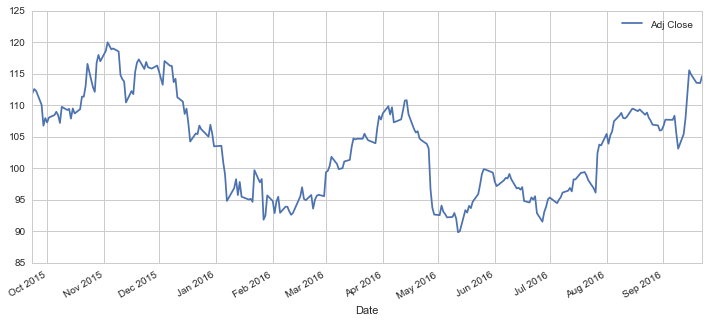 125
120
115
110
105
100
95
90
85
Adj Close
Oct 2015
Nov 2015
Dec 2015
Jan 2016
Feb 2016
Mar 2016
Apr 2016
May 2016
Jun 2016
Jul 2016
Aug 2016
Sep 2016
Date